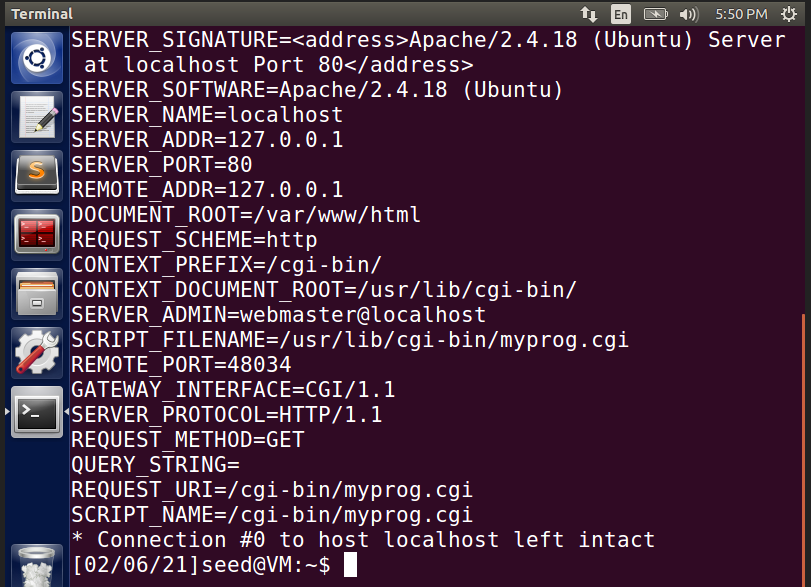 Terminal
En
5:50 PM
SERVER_SIGNATURE=<address>Apache/2.4.18 (Ubuntu) Server
at localhost Port 80</address>
SERVER_SOFTWARE=Apache/2.4.18 (Ubuntu)
SERVER_NAME=localhost
SERVER_ADDR=127.0.0.1
SERVER_PORT=80
REMOTE_ADDR=127.0.0.1
DOCUMENT_ROOT=/var/www/html
REQUEST_SCHEME=http
CONTEXT_PREFIX=/cgi-bin/
CONTEXT_DOCUMENT_ROOT=/usr/lib/cgi-bin/
SERVER_ADMIN=webmaster@localhost
SCRIPT_FILENAME=/usr/lib/cgi-bin/myprog.cgi
REMOTE_PORT=48034
GATEWAY_INTERFACE=CGI/1.1
SERVER_PROTOCOL=HTTP/1.1
REQUEST_METHOD=GET
QUERY_STRING=
REQUEST_URI=/cgi-bin/myprog.cgi
SCRIPT_NAME=/cgi-bin/myprog.cgi
* Connection #0 to host localhost left intact
[02/06/21]seed@VM:~$